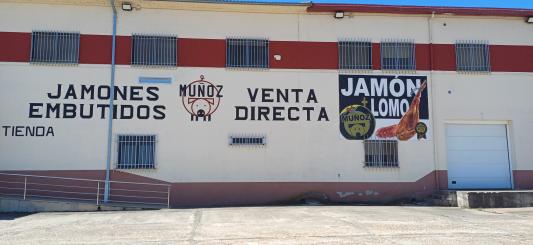 JAMONES
EMBUTIDOS
TIENDA
MUÑOZ
VENTA
DIRECTA
JAMÓN
LOMO
MUÑOZ